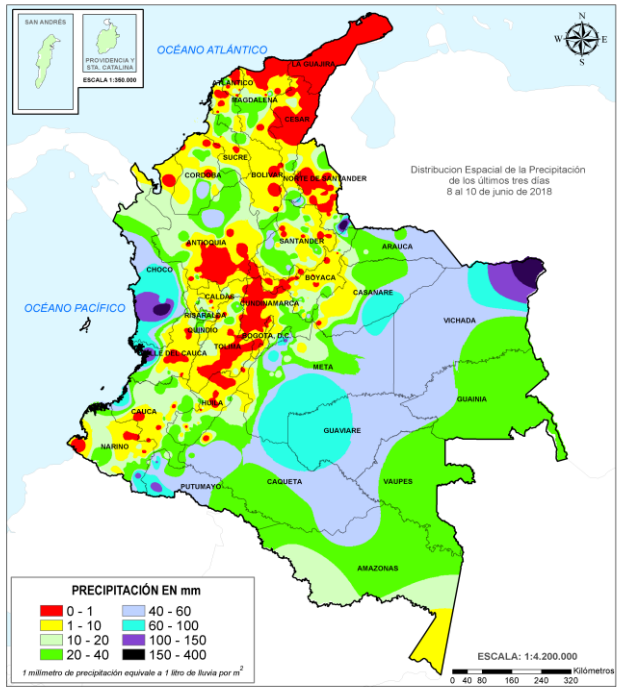 SAN ANDRÉS
PROVIDENCIA Y
STA. CATALINA
ESCALA 1:350.000
OCÉANO ATLÁNTICO
N
W
E
S
LA GUAJIRA
ATLÁNTICO
MAGDALENA
CESAR
SUCRE
CORDOBA
BOLIVAR
NORTE DE SANTANDER
Distribucion Espacial de la Precipitación
de los últimos tres días
8 al 10 de junio de 2018
ANTIOQUIA
SANTANDER
ARAUCA
CHOCO
BOYACA
CASANARE
CALDAS
CUNDINAMARCA
OCÉANO PACÍFICO
RISARALDA
VICHADA
QUINDIO
BOGOTA, D.C.
TOLIMA
VALLE DEL CAUCA
META
HUILA
GUAINIA
CAUCA
GUAVIARE
NARIÑO
PUTUMAYO
CAQUETA
VAUPES
AMAZONAS
PRECIPITACIÓN EN mm
0 - 1
1 - 10
10 - 20
20 - 40
40 - 60
60 - 100
100 - 150
150 - 400
1 milimetro de precipitación equivale a 1 litro de lluvia por m2
ESCALA: 1:4.200.000
Kilómetros
0 40 80 160 240 320